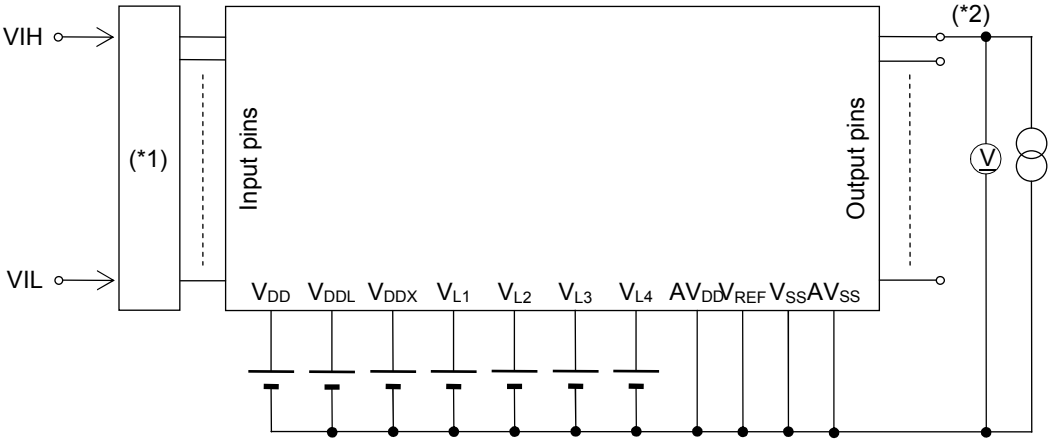 (*2)
VIH
(*1)
Input pins
Output pins
V
VIL
VDD VDDL VDDX VL1 VL2 VL3 VL4 AVDD VREF VSS AVSS